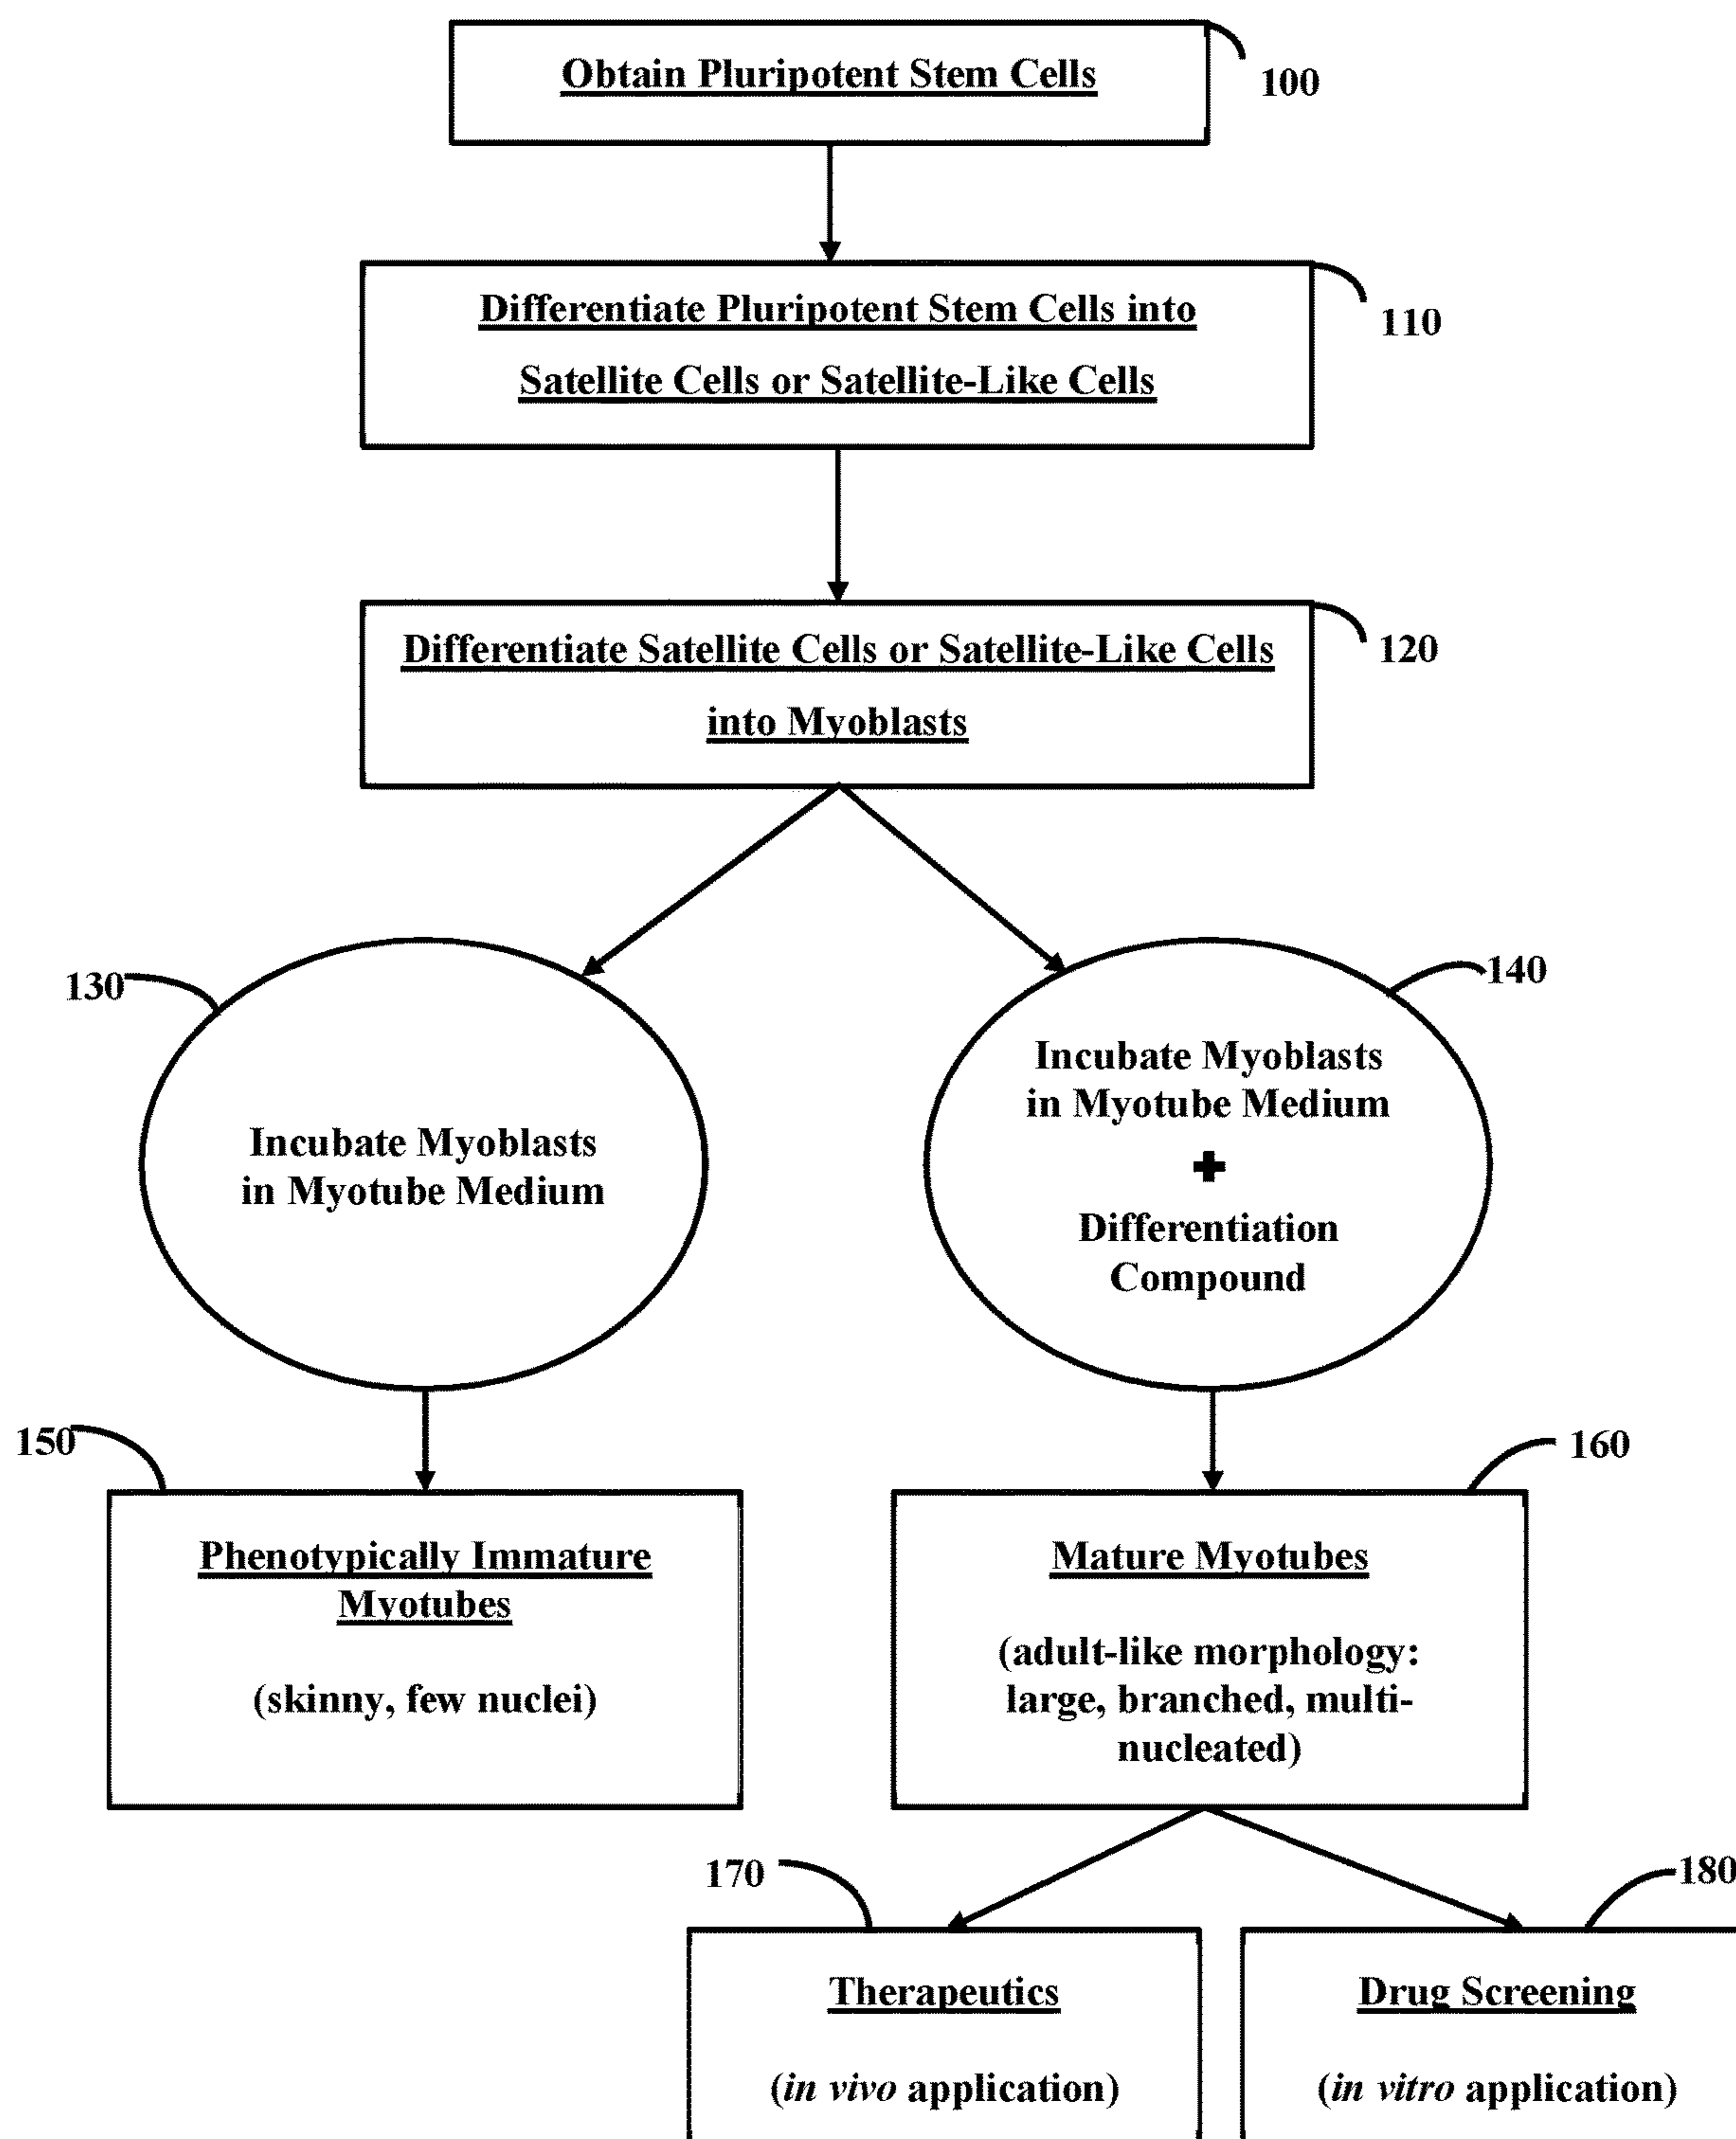 Obtain Pluripotent Stem Cells
100
Differentiate Pluripotent Stem Cells into
Satellite Cells or Satellite-Like Cells
110
Differentiate Satellite Cells or Satellite-Like Cells
into Myoblasts
120
130
Incubate Myoblasts
in Myotube Medium
140
Incubate Myoblasts
in Myotube Medium
+
Differentiation
Compound
150
Phenotypically Immature
Myotubes
(skinny, few nuclei)
160
Mature Myotubes
(adult-like morphology:
large, branched, multi-
nucleated)
170
Therapeutics
(in vivo application)
180
Drug Screening
(in vitro application)